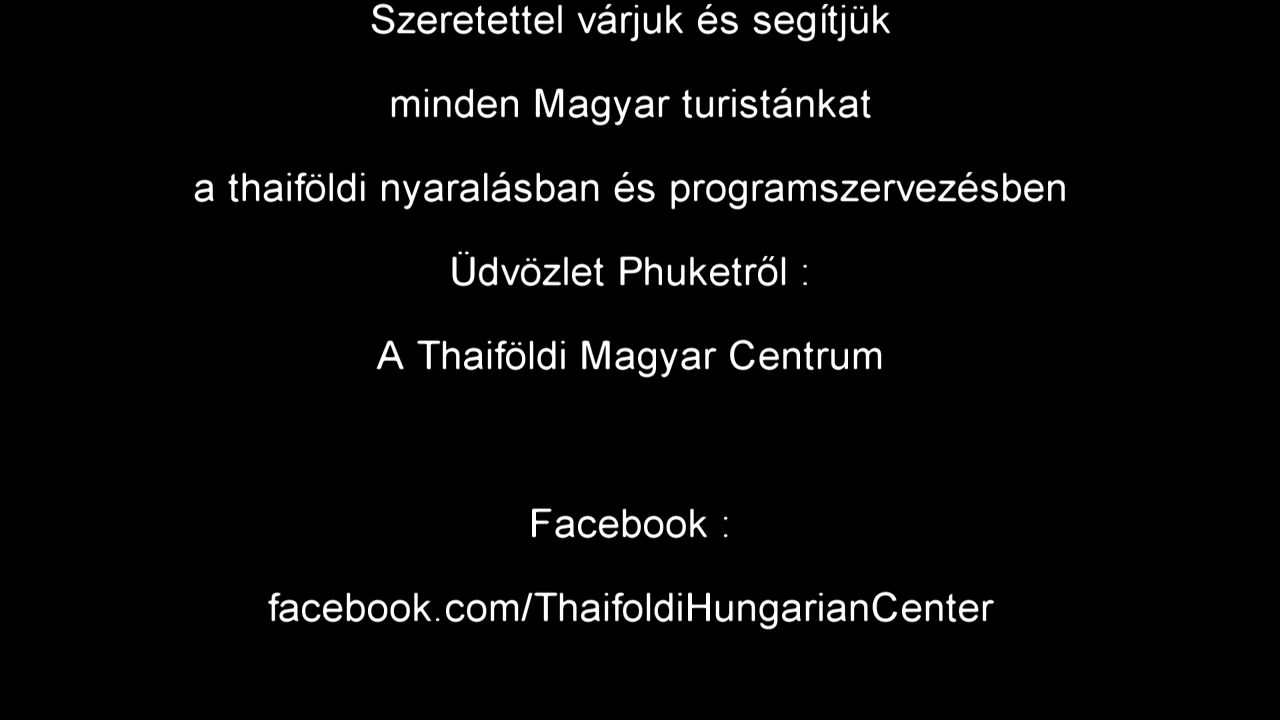 Szeretettel várjuk és segítjük
minden Magyar turistánkat
a thaiföldi nyaralásban és programszervezésben
Üdvözlet Phuketről :
A Thaiföldi Magyar Centrum
Facebook :
facebook.com/ThaifoldiHungarianCenter